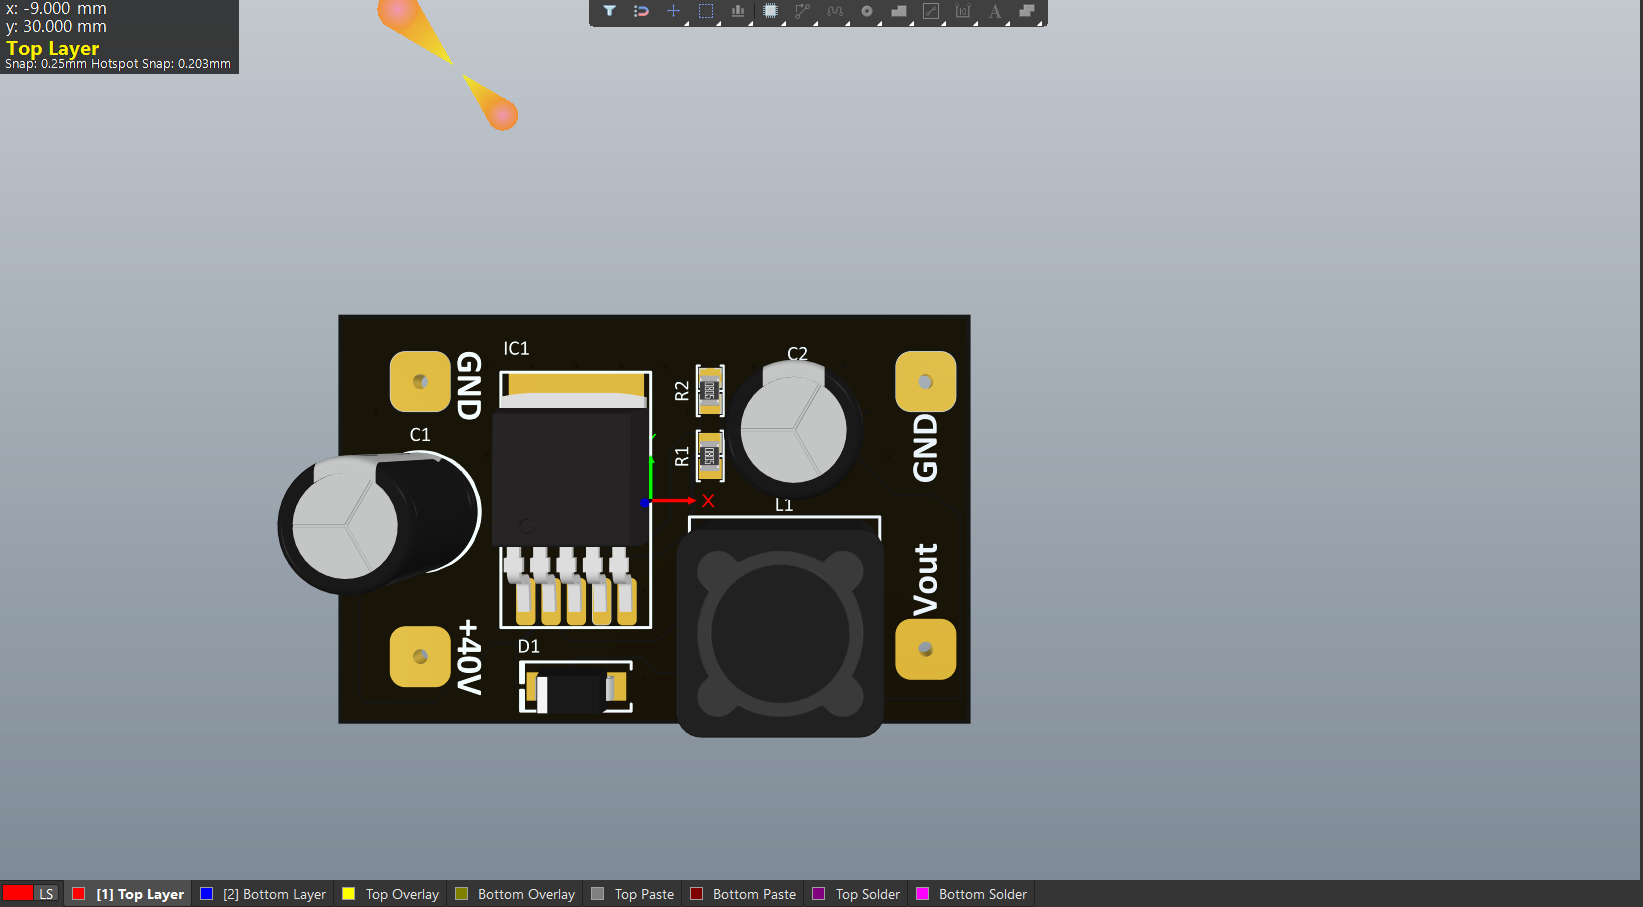 x: -9.000 mm
y: 30.000 mm
Top Layer
Snap: 0.25mm Hotspot Snap: 0.203mm
IC1
C2
GND
R2
C1
GND
R1
X
L1
Vout
+40V
D1
LS
[1] Top Layer
[2] Bottom Layer
Top Overlay
Bottom Overlay
Top Paste
Bottom Paste
Top Solder
Bottom Solder